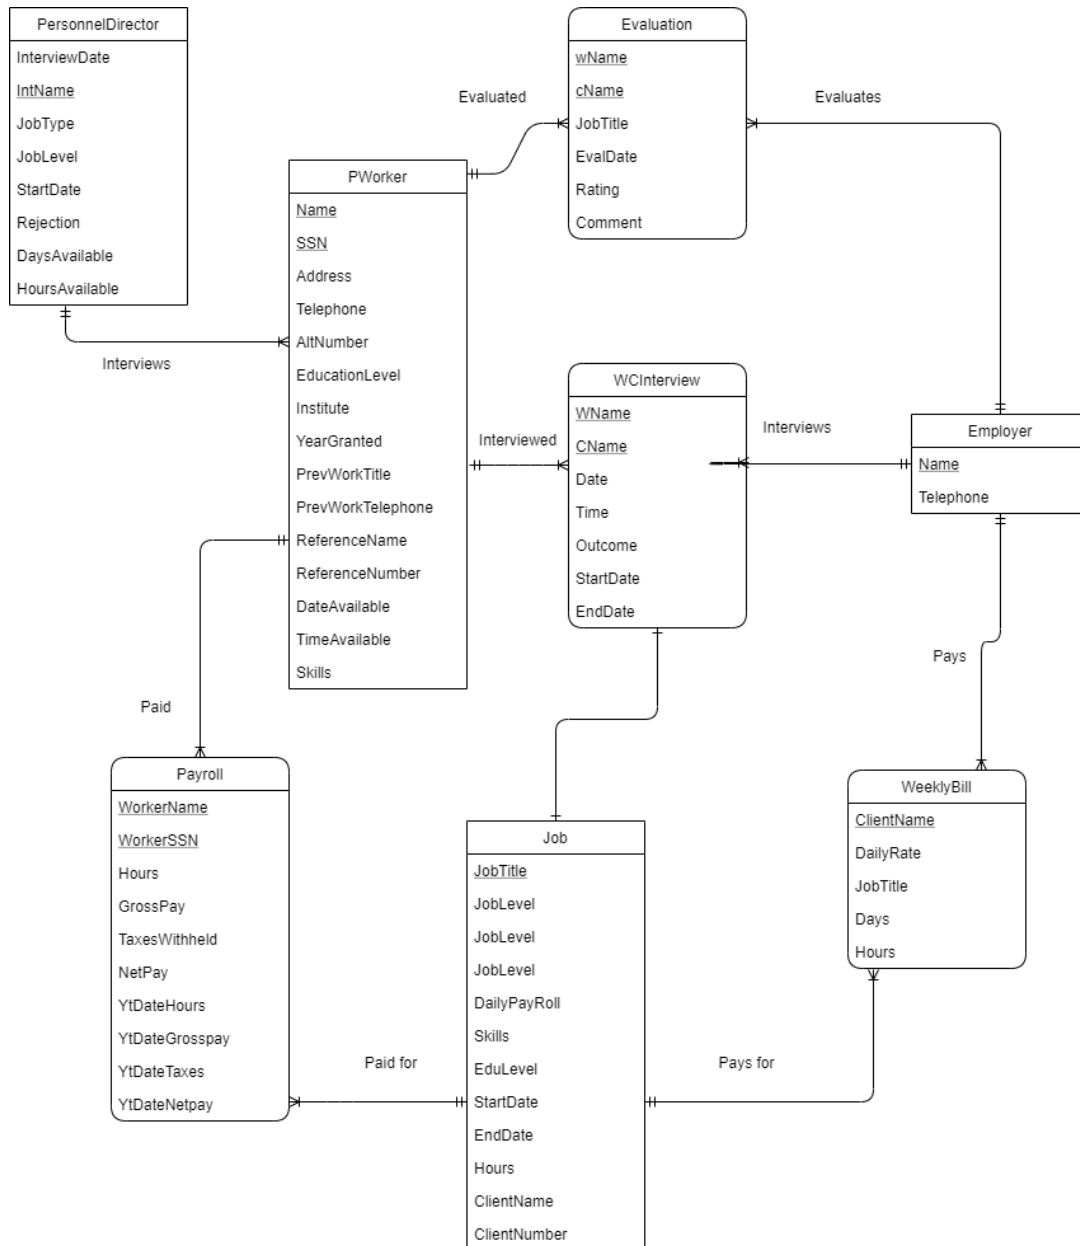 PersonnelDirector
InterviewDate
IntName
JobType
JobLevel
StartDate
Rejection
DaysAvailable
HoursAvailable
Interviews
Evaluated
Evaluation
wName
cName
JobTitle
EvalDate
Rating
Comment
Evaluates
PWorker
Name
SSN
Address
Telephone
AltNumber
EducationLevel
Institute
YearGranted
PrevWorkTitle
PrevWorkTelephone
ReferenceName
ReferenceNumber
DateAvailable
TimeAvailable
Skills
Interviewed
WCInterview
WName
CName
Date
Time
Outcome
StartDate
EndDate
Interviews
Employer
Name
Telephone
Pays
Paid
Payroll
WorkerName
WorkerSSN
Hours
GrossPay
TaxesWithheld
NetPay
YtDateHours
YtDateGrosspay
YtDateTaxes
YtDateNetpay
Paid for
Job
JobTitle
JobLevel
JobLevel
JobLevel
DailyPayRoll
Skills
EduLevel
StartDate
EndDate
Hours
ClientName
ClientNumber
Pays for
WeeklyBill
ClientName
DailyRate
JobTitle
Days
Hours